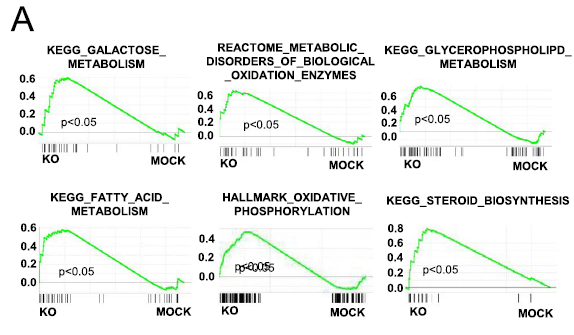 A
KEGG_GALACTOSE_
METABOLISM
0.6
0.4
0.2
0.0
p<0.05
KO MOCK
REACTOME_METABOLIC_
DISORDERS_OF_BIOLOGICAL
_OXIDATION_ENZYMES
0.6
0.4
0.2
0.0
p<0.05
KO MOCK
KEGG_GLYCEROPHOSPHOLIPD_
METABOLISM
0.6
0.4
0.2
0.0
p<0.05
KO MOCK
KEGG_FATTY_ACID_
METABOLISM
0.6
0.4
0.2
0.0
p<0.05
KO MOCK
HALLMARK_OXIDATIVE_
PHOSPHORYLATION
0.4
0.2
0.0
p<0.05
p<0.05
KO MOCK
KEGG_STEROID_BIOSYNTHESIS
0.8
0.6
0.4
0.2
0.0
p<0.05
KO MOCK